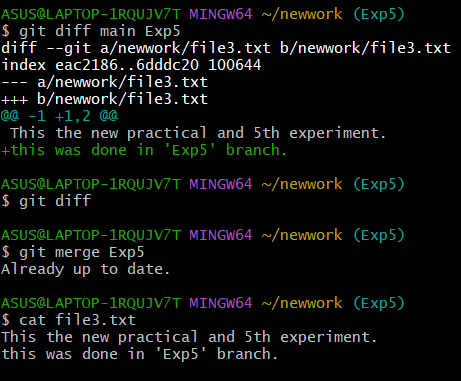 ASUS@LAPTOP-1RQUJV7T MINGW64 ~/newwork (Exp5)
$ git diff main Exp5
diff --git a/newwork/file3.txt b/newwork/file3.txt
index eac2186..6dddc20 100644
--- a/newwork/file3.txt
+++ b/newwork/file3.txt
@@ -1 +1,2 @@
 This the new practical and 5th experiment.
+this was done in 'Exp5' branch.

ASUS@LAPTOP-1RQUJV7T MINGW64 ~/newwork (Exp5)
$ git diff

ASUS@LAPTOP-1RQUJV7T MINGW64 ~/newwork (Exp5)
$ git merge Exp5
Already up to date.

ASUS@LAPTOP-1RQUJV7T MINGW64 ~/newwork (Exp5)
$ cat file3.txt
This the new practical and 5th experiment.
this was done in 'Exp5' branch.